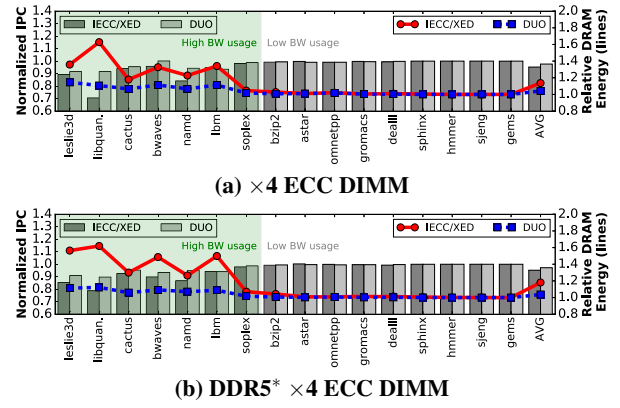 Normalized IPC
1.4
1.3
1.2
1.1
1.0
0.9
0.8
0.7
0.6
IECC/XED
DUO
IECC/XED
DUO
High BW usage
Low BW usage
2.0
1.8
1.6
1.4
1.2
1.0
0.8
Relative DRAM
Energy (lines)
leslie3d
libquan.
cactus
bwaves
namd
lbm
soplex
bzip2
astar
omnetpp
gromacs
dealII
sphinx
hmmer
sjeng
gems
AVG
(a) ×4 ECC DIMM
Normalized IPC
1.4
1.3
1.2
1.1
1.0
0.9
0.8
0.7
0.6
IECC/XED
DUO
IECC/XED
DUO
High BW usage
Low BW usage
2.0
1.8
1.6
1.4
1.2
1.0
0.8
Relative DRAM
Energy (lines)
leslie3d
libquan.
cactus
bwaves
namd
lbm
soplex
bzip2
astar
omnetpp
gromacs
dealII
sphinx
hmmer
sjeng
gems
AVG
(b) DDR5* ×4 ECC DIMM